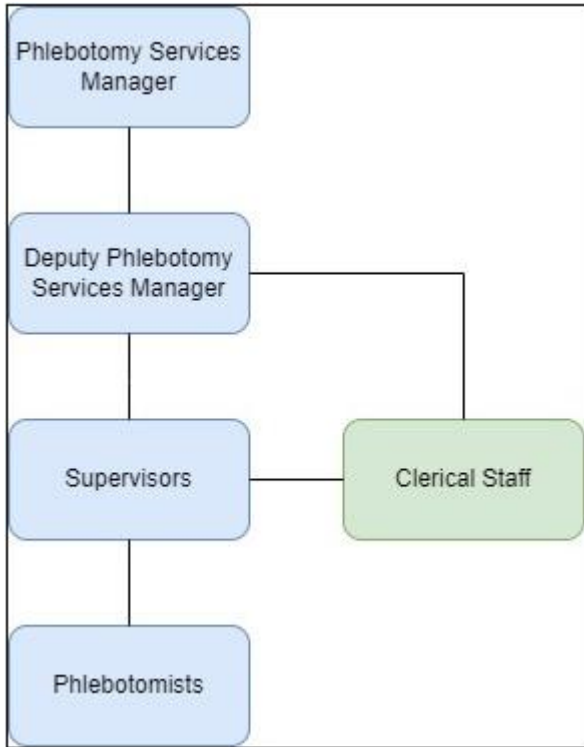 Phlebotomy Services
Manager
Deputy Phlebotomy
Services Manager
Supervisors
Clerical Staff
Phlebotomists